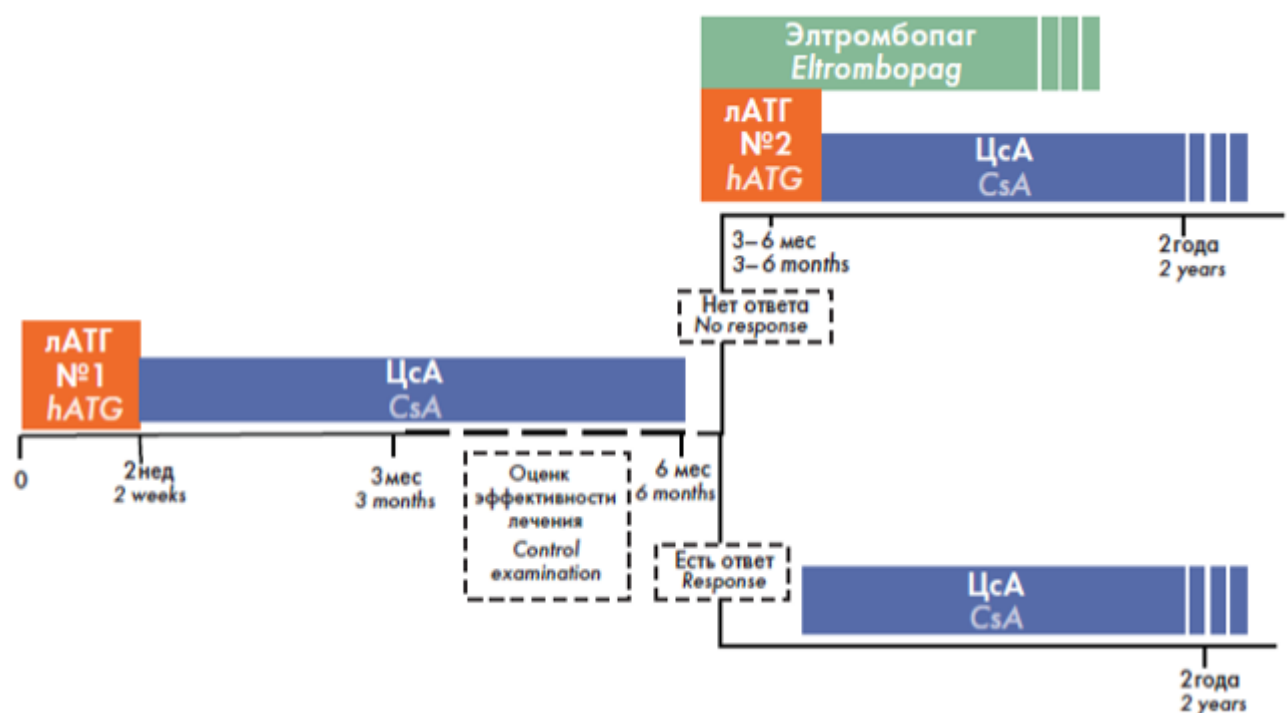 Элтромбопаг
Eltrombopag
лАТГ
№2
hATG
ЦсА
CsA
3–6 мес
3–6 months
2 года
2 years
Нет ответа
No response
лАТГ
№1
hATG
ЦсА
CsA
0
2 нед
2 weeks
3 мес
3 months
Оценк
эффективности
лечения
Control
examination
6 мес
6 months
Есть ответ
Response
ЦсА
CsA
2 года
2 years